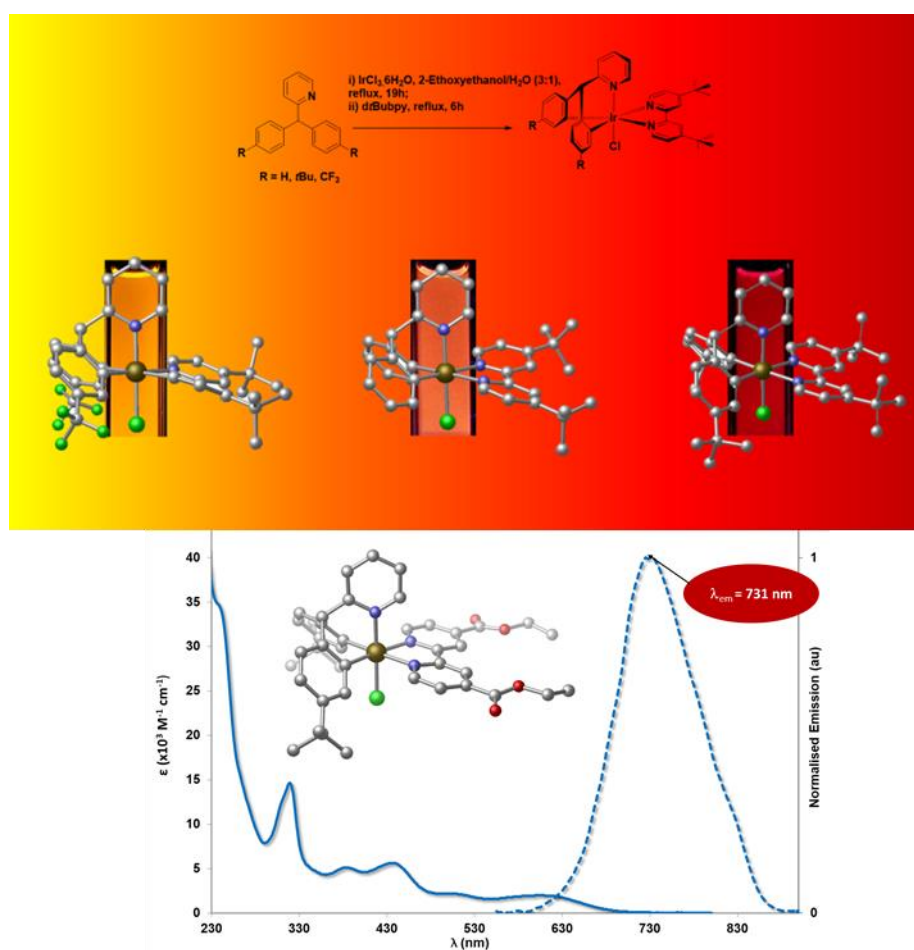 N
i) IrCl3.6H2O, 2-Ethoxyethanol/H2O (3:1),
reflux, 19h;
ii) dtBubpy, reflux, 6h
R
R
R = H, tBu, CF3
N
N
N
Ir
Cl
R
R
40
35
30
25
20
15
10
5
0
ε (x10³ M⁻¹ cm⁻¹)
λem = 731 nm
1
0
Normalised Emission (au)
230
330
430
530
630
730
830
λ (nm)